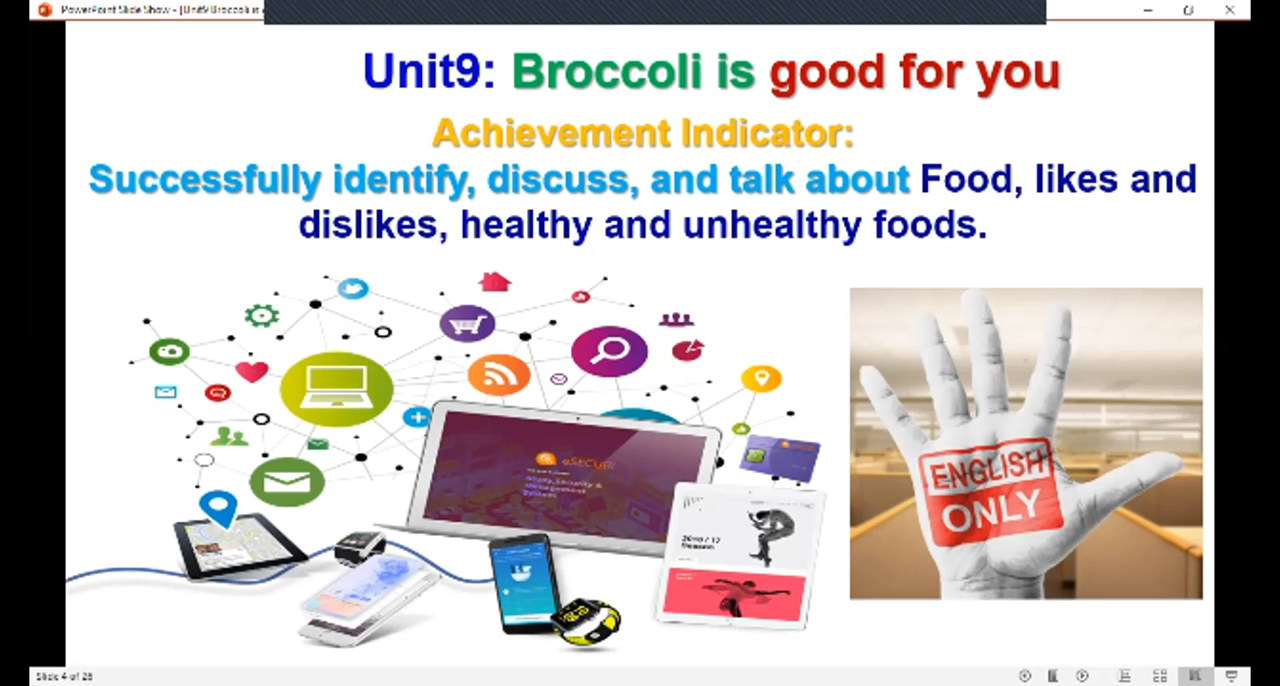 PowerPoint Slide Show - [Unit9 Broccoli is
Unit9: Broccoli is good for you
Achievement Indicator:
Successfully identify, discuss, and talk about Food, likes and
dislikes, healthy and unhealthy foods.
ENGLISH
ONLY
Slide 4 of 26